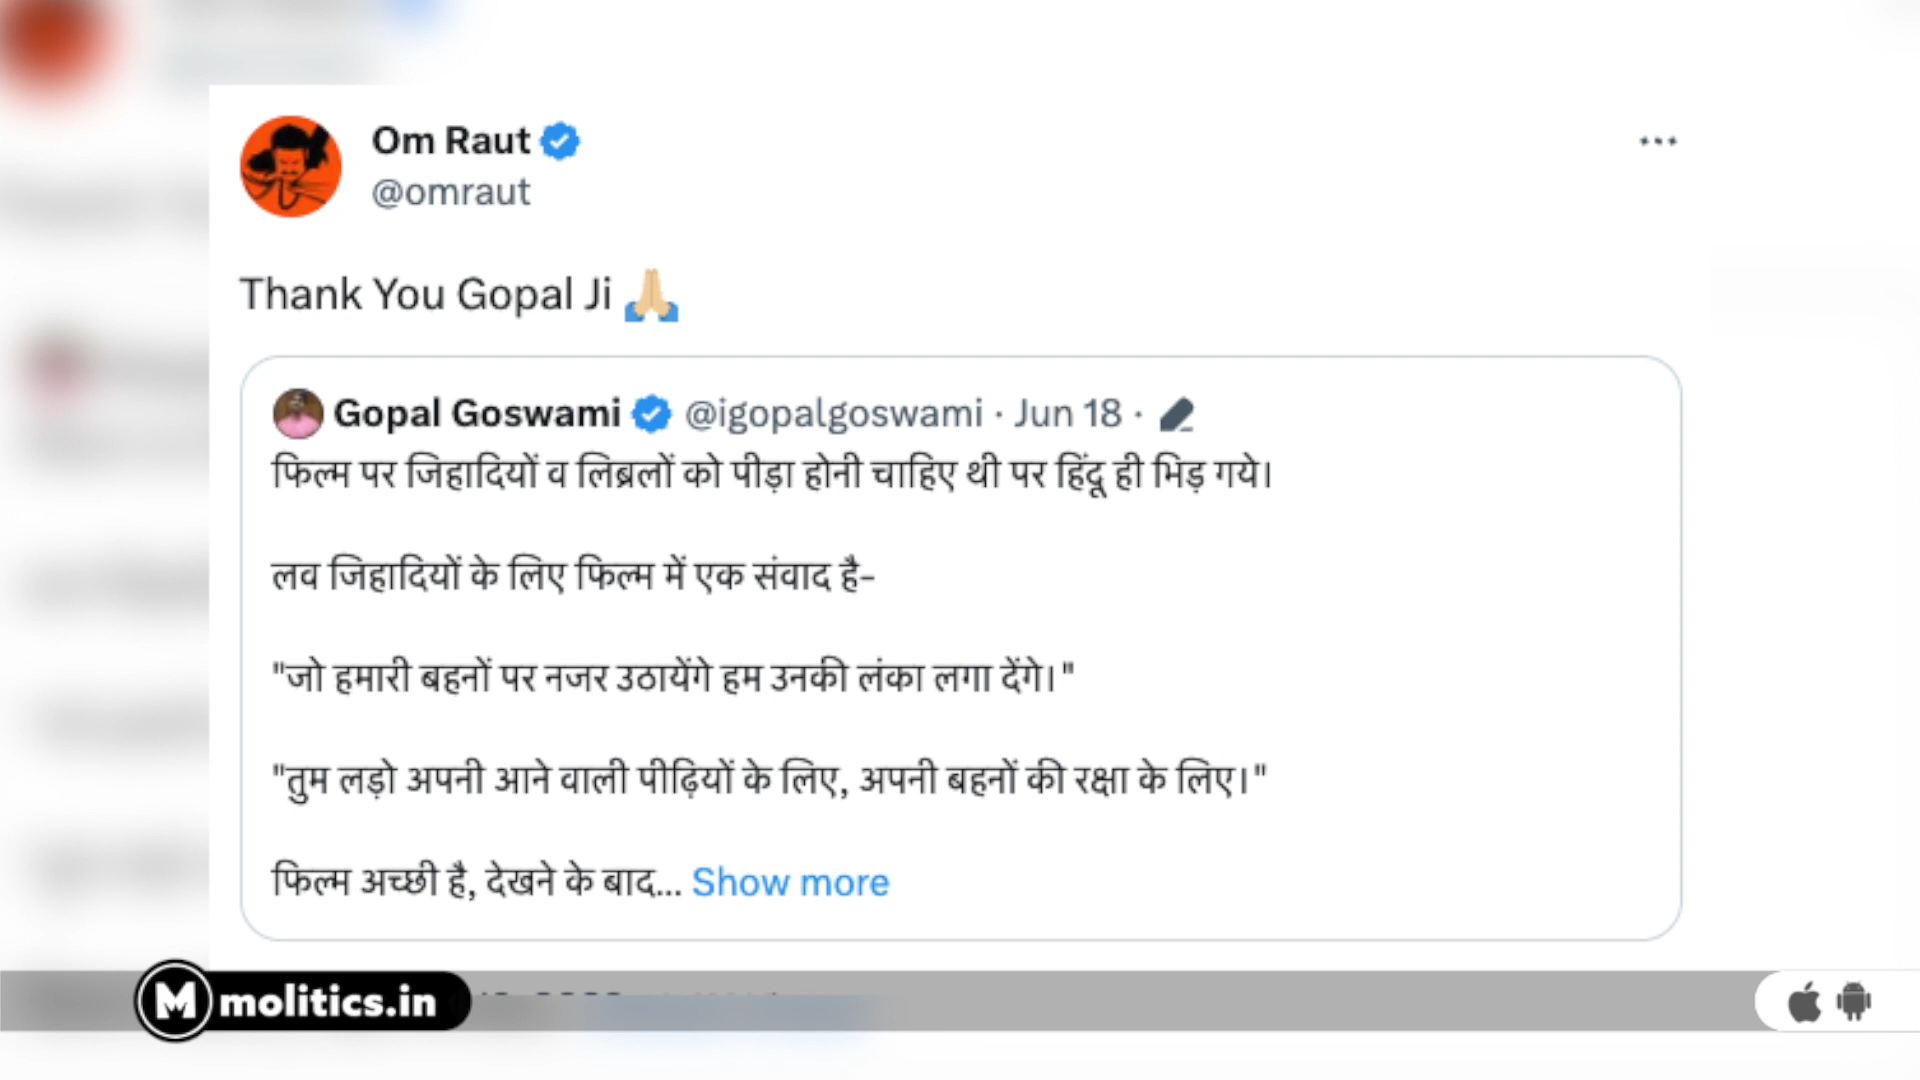 Om Raut
@omraut
Thank You Gopal Ji 🙏🏼
Gopal Goswami @igopalgoswami · Jun 18 ·
फिल्म पर जिहादियों व लिब्रलों को पीड़ा होनी चाहिए थी पर हिंदू ही भिड़ गये।
लव जिहादियों के लिए फिल्म में एक संवाद है-
"जो हमारी बहनों पर नजर उठायेंगे हम उनकी लंका लगा देंगे।"
"तुम लड़ो अपनी आने वाली पीढ़ियों के लिए, अपनी बहनों की रक्षा के लिए।"
फिल्म अच्छी है, देखने के बाद... Show more
molitics.in